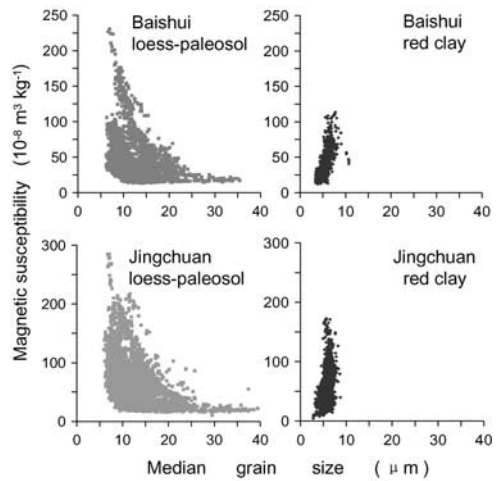 Baishui
loess-paleosol
250
200
150
100
50
0
0 10 20 30 40
Baishui
red clay
250
200
150
100
50
0
0 10 20 30 40
Jingchuan
loess-paleosol
300
200
100
0
0 10 20 30 40
Jingchuan
red clay
300
200
100
0
0 10 20 30 40
Magnetic susceptibility (10⁻⁸ m³ kg⁻¹)
Median grain size ( μm )